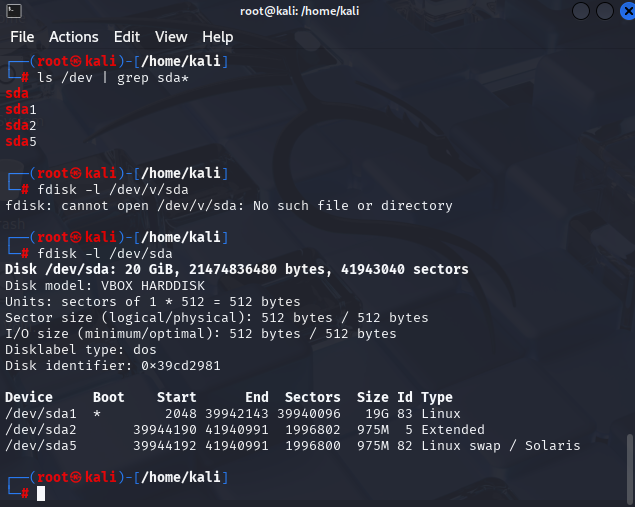 root@kali: /home/kali
File Actions Edit View Help
┌──(root㉿kali)-[/home/kali]
└─# ls /dev | grep sda*
sda
sda1
sda2
sda5
┌──(root㉿kali)-[/home/kali]
└─# fdisk -l /dev/v/sda
fdisk: cannot open /dev/v/sda: No such file or directory
┌──(root㉿kali)-[/home/kali]
└─# fdisk -l /dev/sda
Disk /dev/sda: 20 GiB, 21474836480 bytes, 41943040 sectors
Disk model: VBOX HARDDISK
Units: sectors of 1 * 512 = 512 bytes
Sector size (logical/physical): 512 bytes / 512 bytes
I/O size (minimum/optimal): 512 bytes / 512 bytes
Disklabel type: dos
Disk identifier: 0×39cd2981
Device Boot Start End Sectors Size Id Type
/dev/sda1 * 2048 39942143 39940096 19G 83 Linux
/dev/sda2 39944190 41940991 1996802 975M 5 Extended
/dev/sda5 39944192 41940991 1996800 975M 82 Linux swap / Solaris
┌──(root㉿kali)-[/home/kali]
└─#